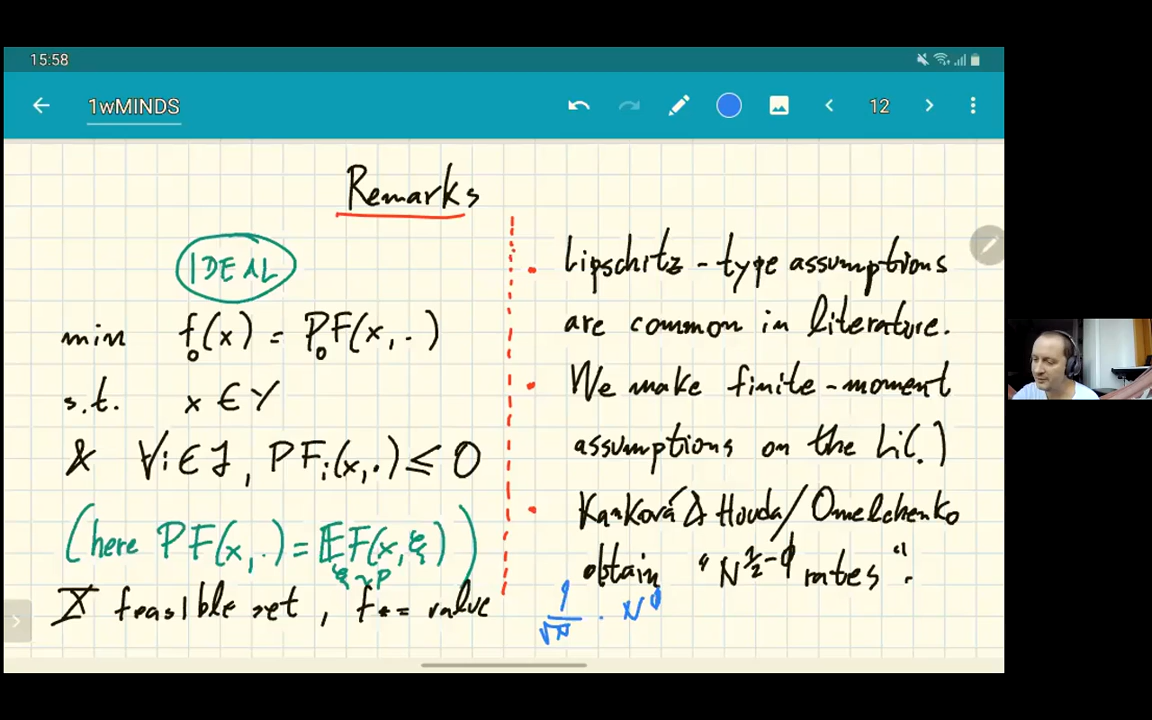 15:58
1wMINDS
12
Remarks
IDEAL
min f₀(x) = PF₀(x, .)
s.t. x ∈ Y
& ∀i ∈ I, PFᵢ(x, .) ≤ 0
(here PF(x, .) = 𝔼F(x, ξ))
ξ~P
X feasible set, f* = value
• Lipschitz - type assumptions
are common in literature.
• We make finite - moment
assumptions on the Li(.)
• Kanková & Houda/Omelchenko
obtain "N^{1/2-φ} rates".
1/√N . N^φ